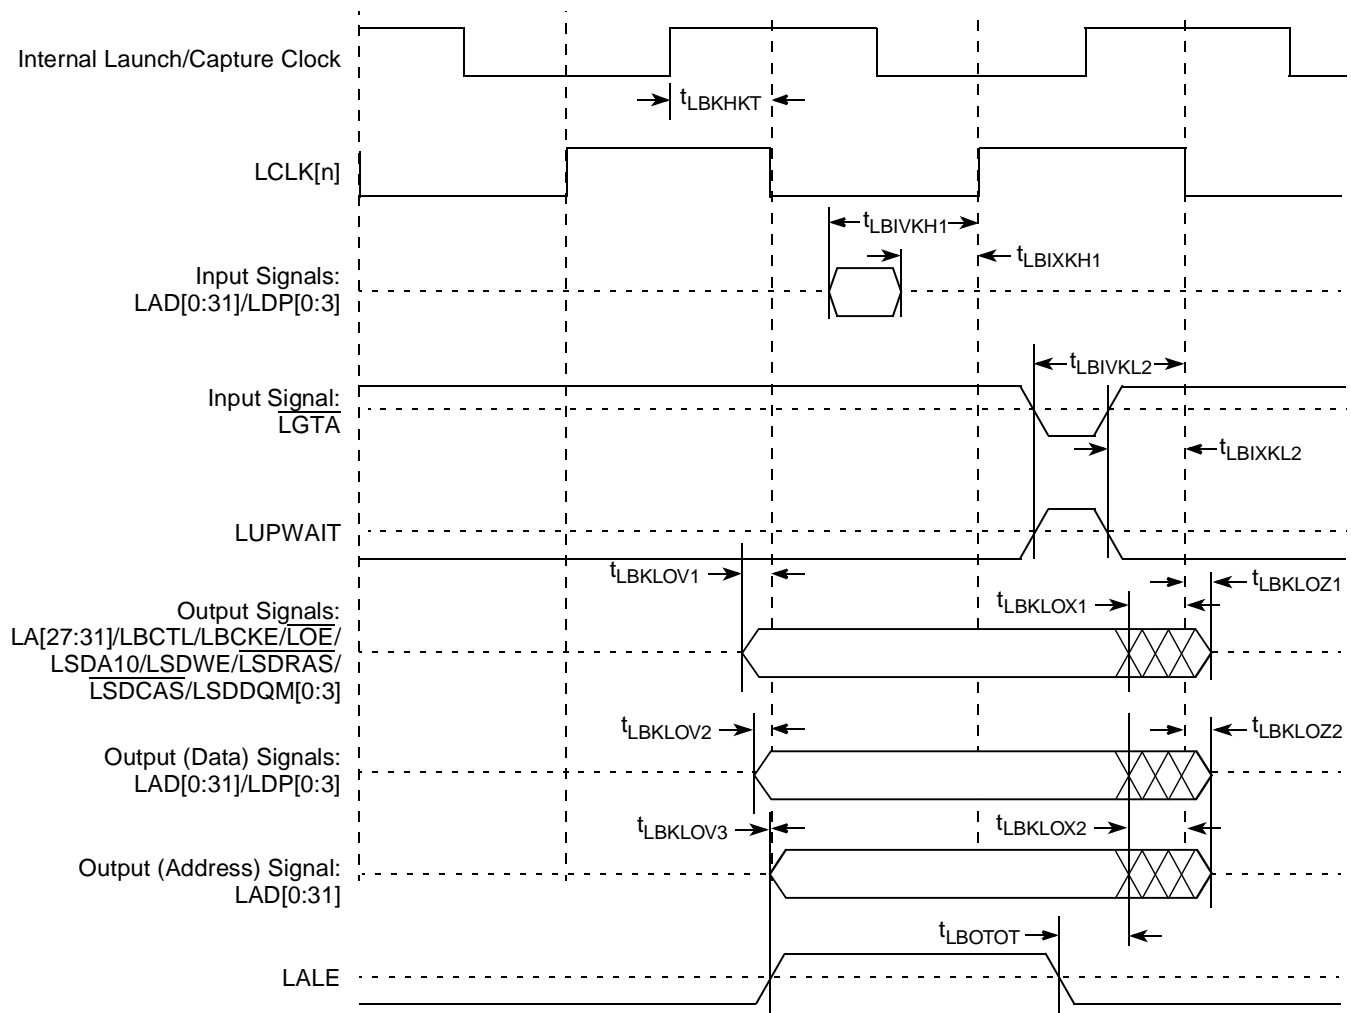 Internal Launch/Capture Clock
tLBKHKT
LCLK[n]
tLBIVKH1
tLBIXKH1
Input Signals:
LAD[0:31]/LDP[0:3]
tLBIVKL2
Input Signal:
LGTA
tLBIXKL2
LUPWAIT
tLBKLOV1
tLBKLOZ1
tLBKLOX1
Output Signals:
LA[27:31]/LBCTL/LBCKE/LOE/
LSDA10/LSDWE/LSDRAS/
LSDCAS/LSDDQM[0:3]
tLBKLOV2
tLBKLOZ2
Output (Data) Signals:
LAD[0:31]/LDP[0:3]
tLBKLOV3
tLBKLOX2
Output (Address) Signal:
LAD[0:31]
tLBOTOT
LALE